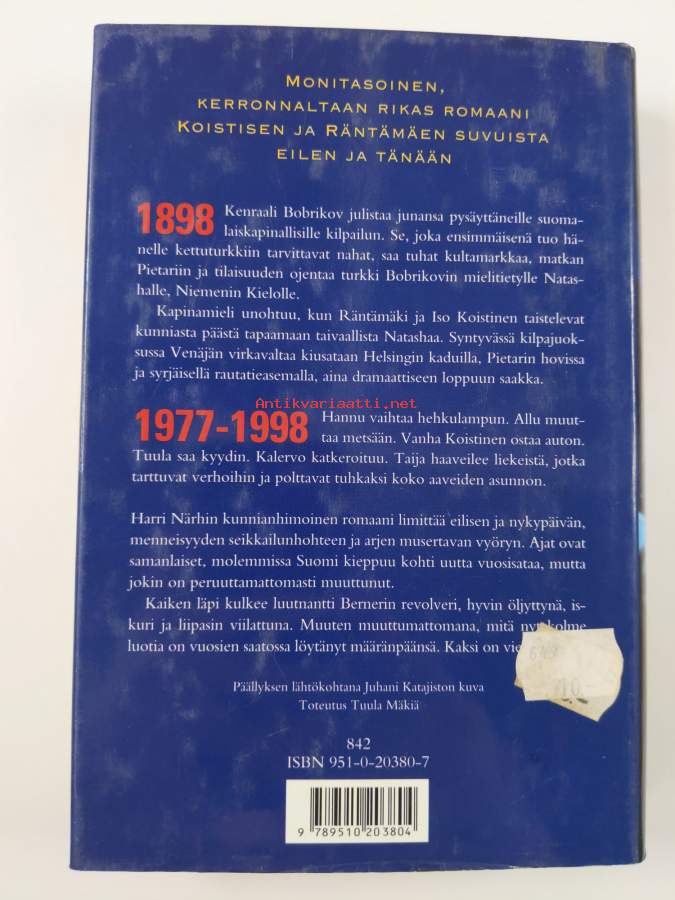 MONITASOINEN,
KERRONNALTAAN RIKAS ROMAANI
KOISTISEN JA RÄNTÄMÄEN SUVUISTA
EILEN JA TÄNÄÄN
1898 Kenraali Bobrikov julistaa junansa pysäyttäneille suoma-
laiskapinallisille kilpailun. Se, joka ensimmäisenä tuo hä-
nelle kettuturkkiin tarvittavat nahat, saa tuhat kultamarkkaa, matkan
Pietariin ja tilaisuuden ojentaa turkki Bobrikovin mielitietylle Natas-
halle, Niemenin Kielolle.
Kapinamieli unohtuu, kun Räntämäki ja Iso Koistinen taistelevat
kunniasta päästä tapaamaan taivaallista Natashaa. Syntyvässä kilpajuok-
sussa Venäjän virkavaltaa kiusataan Helsingin kaduilla, Pietarin hovissa
ja syrjäisellä rautatieasemalla, aina dramaattiseen loppuun saakka.
Antikvariaatti.net
1977-1998 Hannu vaihtaa hehkulampun. Allu muut-
taa metsään. Vanha Koistinen ostaa auton.
Tuula saa kyydin. Kalervo katkeroituu. Taija haaveilee liekeistä, jotka
tarttuvat verhoihin ja polttavat tuhkaksi koko aaveiden asunnon.
Harri Närhin kunnianhimoinen romaani limittää eilisen ja nykypäivän,
menneisyyden seikkailunhohteen ja arjen musertavan vyöryn. Ajat ovat
samanlaiset, molemmissa Suomi kieppuu kohti uutta vuosisataa, mutta
jokin on peruuttamattomasti muuttunut.
Kaiken läpi kulkee luutnantti Bernerin revolveri, hyvin öljyttynä, is-
kuri ja liipasin viilattuna. Muuten muuttumattomana, mitä nyt kolme
luotia on vuosien saatossa löytänyt määränpäänsä. Kaksi on
Päällyksen lähtökohtana Juhani Katajiston kuva
Toteutus Tuula Mäkiä
842
ISBN 951-0-20380-7
9 789510 203804